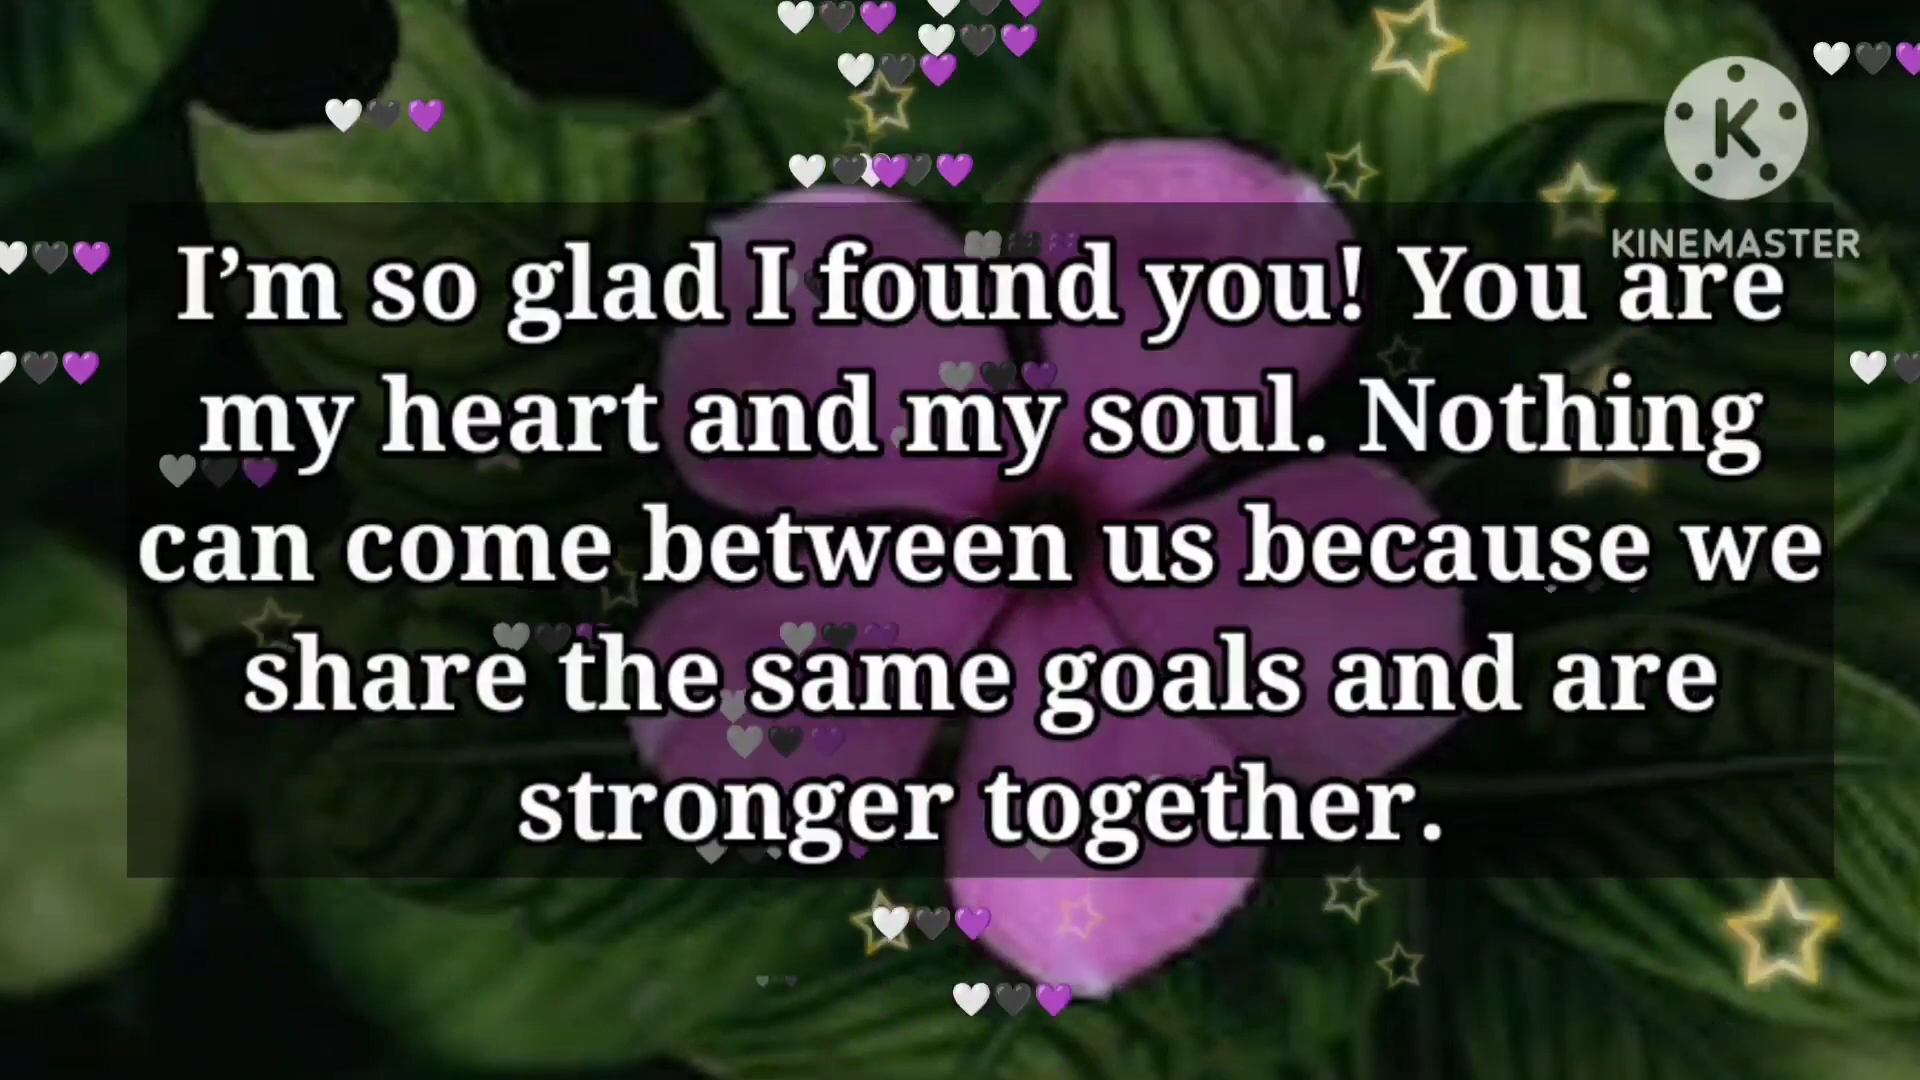 K
KINEMASTER
I’m so glad I found you! You are
my heart and my soul. Nothing
can come between us because we
share the same goals and are
stronger together.